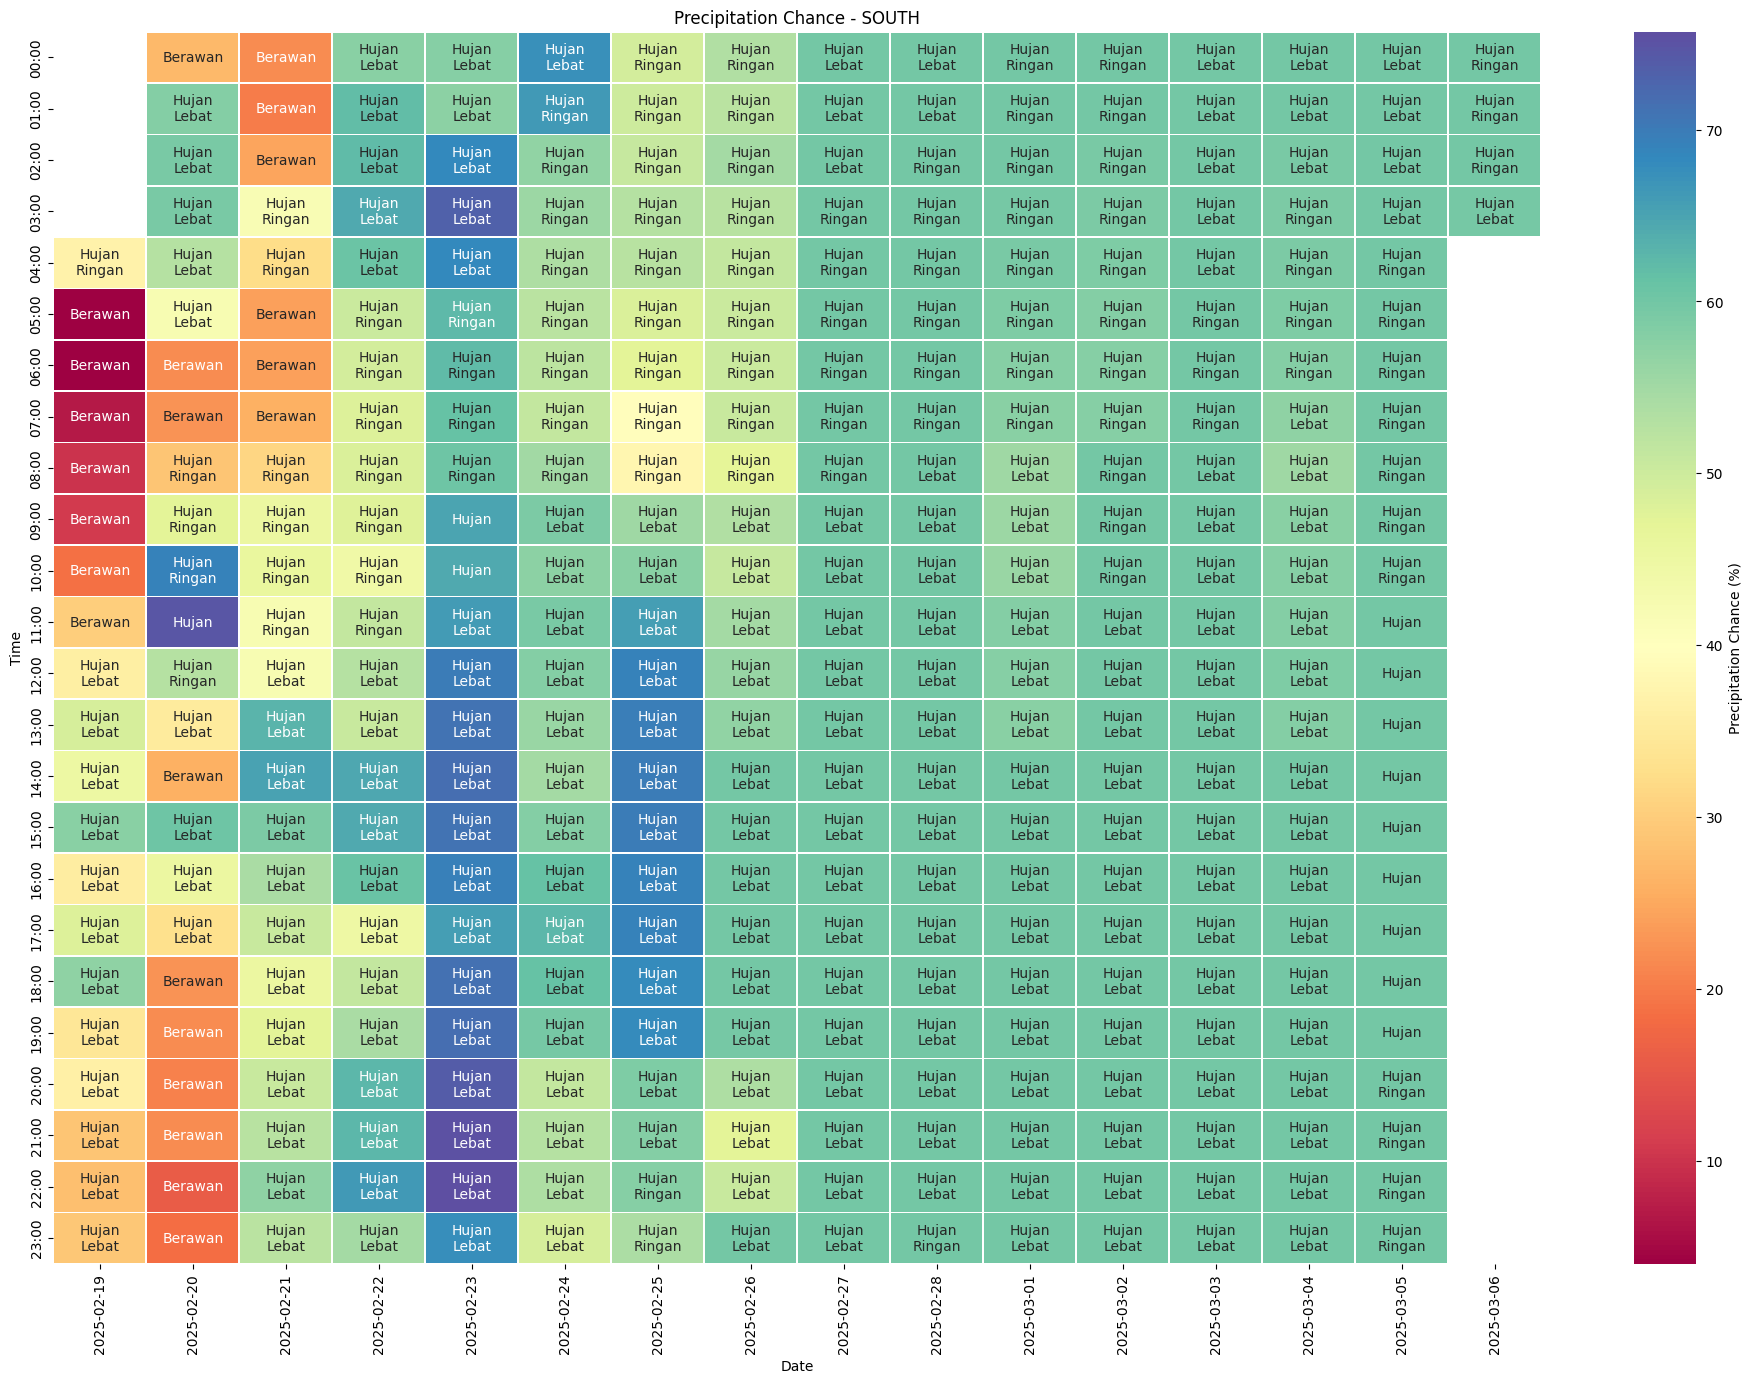 Precipitation Chance - SOUTH
00:00 Berawan Berawan Hujan Lebat Hujan Lebat Hujan Lebat Hujan Ringan Hujan Ringan Hujan Lebat Hujan Lebat Hujan Ringan Hujan Ringan Hujan Lebat Hujan Lebat Hujan Lebat Hujan Ringan
01:00 Hujan Lebat Berawan Hujan Lebat Hujan Lebat Hujan Ringan Hujan Ringan Hujan Ringan Hujan Lebat Hujan Lebat Hujan Ringan Hujan Ringan Hujan Lebat Hujan Lebat Hujan Lebat Hujan Ringan
02:00 Hujan Lebat Berawan Hujan Lebat Hujan Lebat Hujan Ringan Hujan Ringan Hujan Ringan Hujan Lebat Hujan Ringan Hujan Ringan Hujan Ringan Hujan Lebat Hujan Lebat Hujan Lebat Hujan Ringan
03:00 Hujan Lebat Hujan Ringan Hujan Lebat Hujan Lebat Hujan Ringan Hujan Ringan Hujan Ringan Hujan Ringan Hujan Ringan Hujan Ringan Hujan Ringan Hujan Lebat Hujan Ringan Hujan Lebat Hujan Lebat
04:00 Hujan Ringan Hujan Lebat Hujan Ringan Hujan Lebat Hujan Lebat Hujan Ringan Hujan Ringan Hujan Ringan Hujan Ringan Hujan Ringan Hujan Ringan Hujan Ringan Hujan Lebat Hujan Ringan Hujan Ringan
05:00 Berawan Hujan Lebat Berawan Hujan Ringan Hujan Ringan Hujan Ringan Hujan Ringan Hujan Ringan Hujan Ringan Hujan Ringan Hujan Ringan Hujan Ringan Hujan Ringan Hujan Ringan Hujan Ringan
06:00 Berawan Berawan Berawan Hujan Ringan Hujan Ringan Hujan Ringan Hujan Ringan Hujan Ringan Hujan Ringan Hujan Ringan Hujan Ringan Hujan Ringan Hujan Ringan Hujan Ringan Hujan Ringan
07:00 Berawan Berawan Berawan Hujan Ringan Hujan Ringan Hujan Ringan Hujan Ringan Hujan Ringan Hujan Ringan Hujan Ringan Hujan Ringan Hujan Ringan Hujan Ringan Hujan Lebat Hujan Ringan
08:00 Berawan Hujan Ringan Hujan Ringan Hujan Ringan Hujan Ringan Hujan Ringan Hujan Ringan Hujan Ringan Hujan Ringan Hujan Lebat Hujan Lebat Hujan Ringan Hujan Lebat Hujan Lebat Hujan Ringan
09:00 Berawan Hujan Ringan Hujan Ringan Hujan Ringan Hujan Hujan Lebat Hujan Lebat Hujan Lebat Hujan Lebat Hujan Lebat Hujan Lebat Hujan Ringan Hujan Lebat Hujan Lebat Hujan Ringan
10:00 Berawan Hujan Ringan Hujan Ringan Hujan Ringan Hujan Hujan Lebat Hujan Lebat Hujan Lebat Hujan Lebat Hujan Lebat Hujan Lebat Hujan Ringan Hujan Lebat Hujan Lebat Hujan Ringan
11:00 Berawan Hujan Hujan Ringan Hujan Ringan Hujan Lebat Hujan Lebat Hujan Lebat Hujan Lebat Hujan Lebat Hujan Lebat Hujan Lebat Hujan Lebat Hujan Lebat Hujan Lebat Hujan
12:00 Hujan Lebat Hujan Ringan Hujan Lebat Hujan Lebat Hujan Lebat Hujan Lebat Hujan Lebat Hujan Lebat Hujan Lebat Hujan Lebat Hujan Lebat Hujan Lebat Hujan Lebat Hujan Lebat Hujan
13:00 Hujan Lebat Hujan Lebat Hujan Lebat Hujan Lebat Hujan Lebat Hujan Lebat Hujan Lebat Hujan Lebat Hujan Lebat Hujan Lebat Hujan Lebat Hujan Lebat Hujan Lebat Hujan Lebat Hujan
14:00 Hujan Lebat Berawan Hujan Lebat Hujan Lebat Hujan Lebat Hujan Lebat Hujan Lebat Hujan Lebat Hujan Lebat Hujan Lebat Hujan Lebat Hujan Lebat Hujan Lebat Hujan Lebat Hujan
15:00 Hujan Lebat Hujan Lebat Hujan Lebat Hujan Lebat Hujan Lebat Hujan Lebat Hujan Lebat Hujan Lebat Hujan Lebat Hujan Lebat Hujan Lebat Hujan Lebat Hujan Lebat Hujan Lebat Hujan
16:00 Hujan Lebat Hujan Lebat Hujan Lebat Hujan Lebat Hujan Lebat Hujan Lebat Hujan Lebat Hujan Lebat Hujan Lebat Hujan Lebat Hujan Lebat Hujan Lebat Hujan Lebat Hujan Lebat Hujan
17:00 Hujan Lebat Hujan Lebat Hujan Lebat Hujan Lebat Hujan Lebat Hujan Lebat Hujan Lebat Hujan Lebat Hujan Lebat Hujan Lebat Hujan Lebat Hujan Lebat Hujan Lebat Hujan Lebat Hujan
18:00 Hujan Lebat Berawan Hujan Lebat Hujan Lebat Hujan Lebat Hujan Lebat Hujan Lebat Hujan Lebat Hujan Lebat Hujan Lebat Hujan Lebat Hujan Lebat Hujan Lebat Hujan Lebat Hujan
19:00 Hujan Lebat Berawan Hujan Lebat Hujan Lebat Hujan Lebat Hujan Lebat Hujan Lebat Hujan Lebat Hujan Lebat Hujan Lebat Hujan Lebat Hujan Lebat Hujan Lebat Hujan Lebat Hujan
20:00 Hujan Lebat Berawan Hujan Lebat Hujan Lebat Hujan Lebat Hujan Lebat Hujan Lebat Hujan Lebat Hujan Lebat Hujan Lebat Hujan Lebat Hujan Lebat Hujan Lebat Hujan Lebat Hujan Ringan
21:00 Hujan Lebat Berawan Hujan Lebat Hujan Lebat Hujan Lebat Hujan Lebat Hujan Lebat Hujan Lebat Hujan Lebat Hujan Lebat Hujan Lebat Hujan Lebat Hujan Lebat Hujan Lebat Hujan Ringan
22:00 Hujan Lebat Berawan Hujan Lebat Hujan Lebat Hujan Lebat Hujan Lebat Hujan Ringan Hujan Lebat Hujan Lebat Hujan Lebat Hujan Lebat Hujan Lebat Hujan Lebat Hujan Lebat Hujan Ringan
23:00 Hujan Lebat Berawan Hujan Lebat Hujan Lebat Hujan Lebat Hujan Lebat Hujan Ringan Hujan Lebat Hujan Lebat Hujan Ringan Hujan Lebat Hujan Lebat Hujan Lebat Hujan Lebat Hujan Ringan
Time
2025-02-19 2025-02-20 2025-02-21 2025-02-22 2025-02-23 2025-02-24 2025-02-25 2025-02-26 2025-02-27 2025-02-28 2025-03-01 2025-03-02 2025-03-03 2025-03-04 2025-03-05 2025-03-06
Date
70
60
50
40
30
20
10
Precipitation Chance (%)